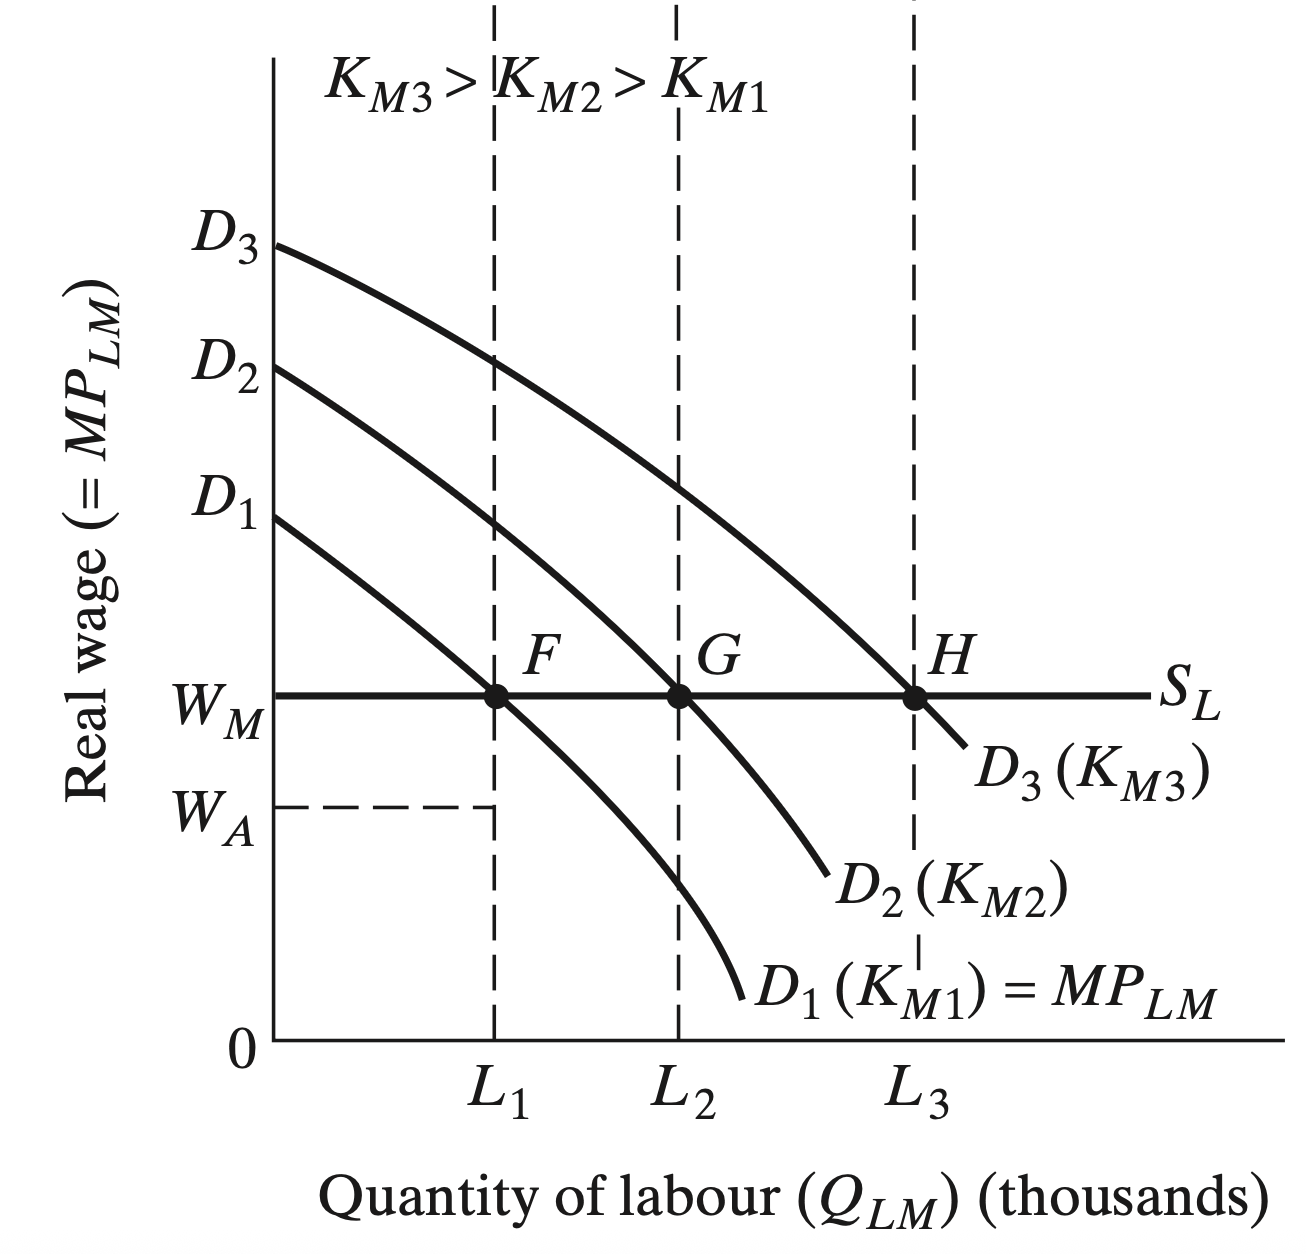 K_{M3} > K_{M2} > K_{M1}
D_3
D_2
D_1
Real wage (= MP_{LM})
F
G
H
S_L
W_M
W_A
D_3 (K_{M3})
D_2 (K_{M2})
D_1 (K_{M1}) = MP_{LM}
0
L_1
L_2
L_3
Quantity of labour (Q_{LM}) (thousands)